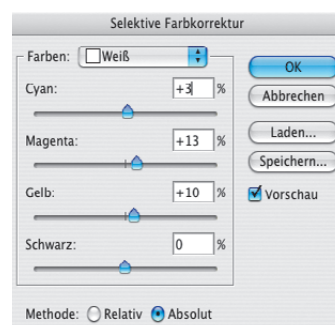 Selektive Farbkorrektur
Farben: Weiß
OK
Cyan: +3 %
Abbrechen
Magenta: +13 %
Laden...
Speichern...
Gelb: +10 %
Vorschau
Schwarz: 0 %
Methode: Relativ Absolut